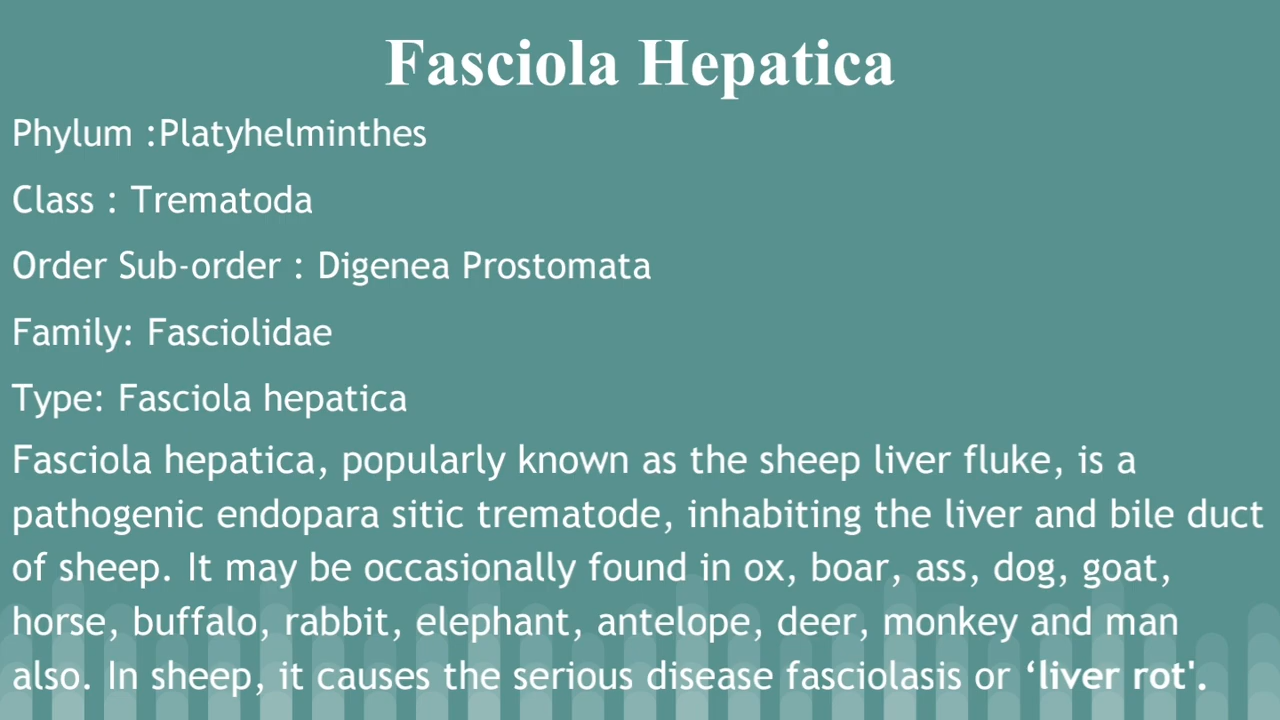 Fasciola Hepatica
Phylum :Platyhelminthes
Class : Trematoda
Order Sub-order : Digenea Prostomata
Family: Fasciolidae
Type: Fasciola hepatica
Fasciola hepatica, popularly known as the sheep liver fluke, is a
pathogenic endopara sitic trematode, inhabiting the liver and bile duct
of sheep. It may be occasionally found in ox, boar, ass, dog, goat,
horse, buffalo, rabbit, elephant, antelope, deer, monkey and man
also. In sheep, it causes the serious disease fasciolasis or ‘liver rot'.